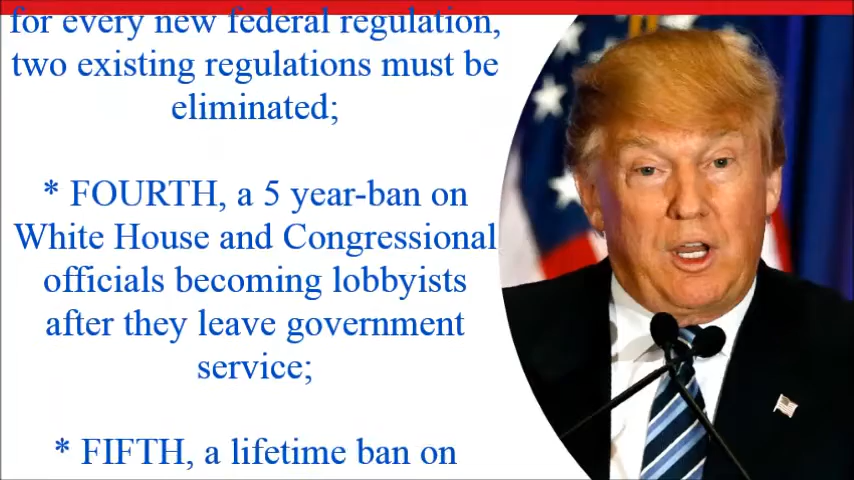 for every new federal regulation,
two existing regulations must be
eliminated;
* FOURTH, a 5 year-ban on
White House and Congressional
officials becoming lobbyists
after they leave government
service;
* FIFTH, a lifetime ban on